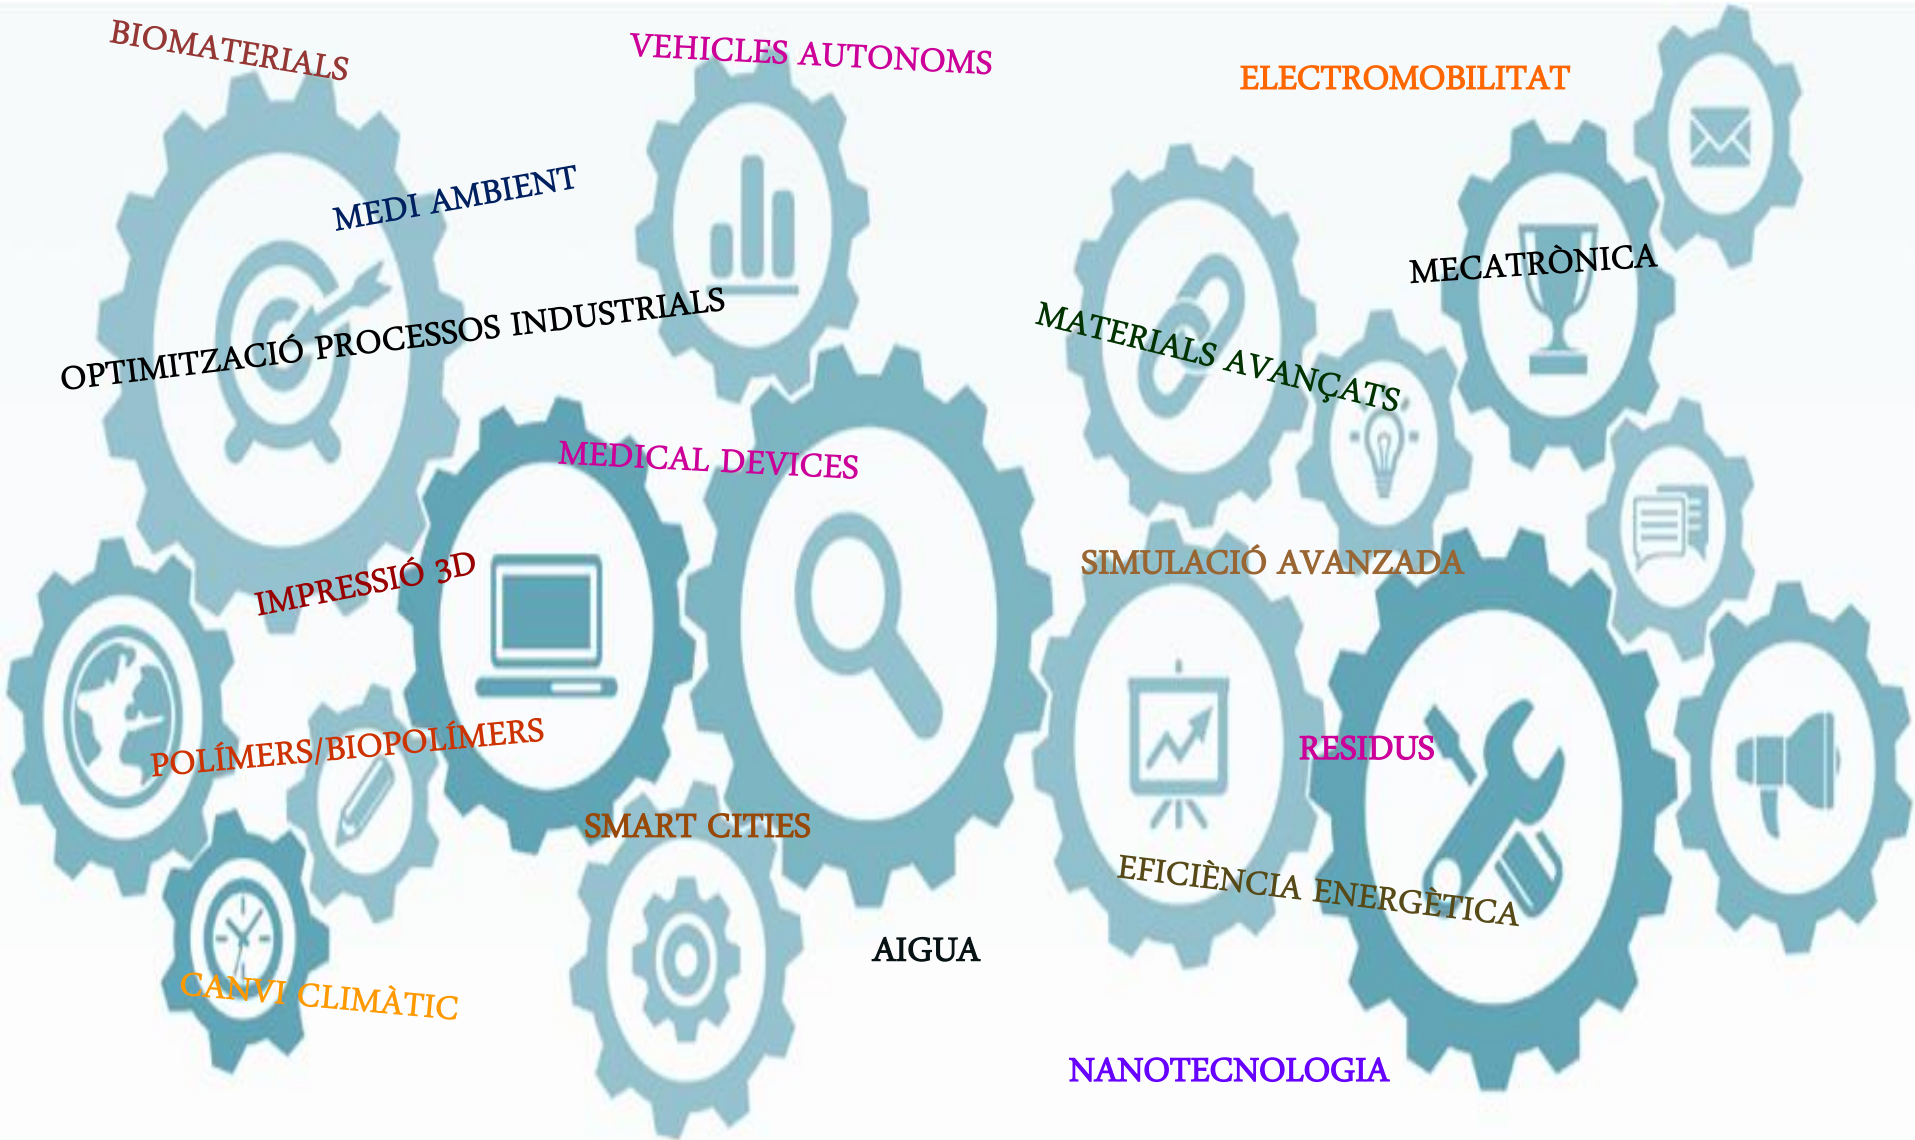 BIOMATERIALS
VEHICLES AUTONOMS
ELECTROMOBILITAT
MEDI AMBIENT
MECATRÒNICA
OPTIMITZACIÓ PROCESSOS INDUSTRIALS
MATERIALS AVANÇATS
MEDICAL DEVICES
IMPRESSIÓ 3D
SIMULACIÓ AVANZADA
POLÍMERS/BIOPOLÍMERS
RESIDUS
SMART CITIES
EFICIÈNCIA ENERGÈTICA
AIGUA
CANVI CLIMÀTIC
NANOTECNOLOGIA